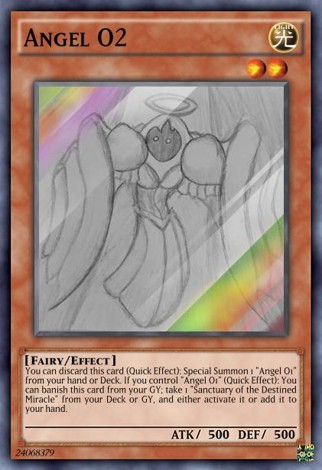 Angel O2
LIGHT
光
[Fairy/Effect]
You can discard this card (Quick Effect): Special Summon 1 "Angel O1"
from your hand or Deck. If you control "Angel O1" (Quick Effect): You
can banish this card from your GY; take 1 "Sanctuary of the Destined
Miracle" from your Deck or GY, and either activate it or add it to
your hand.
ATK/ 500 DEF/ 500
24068379